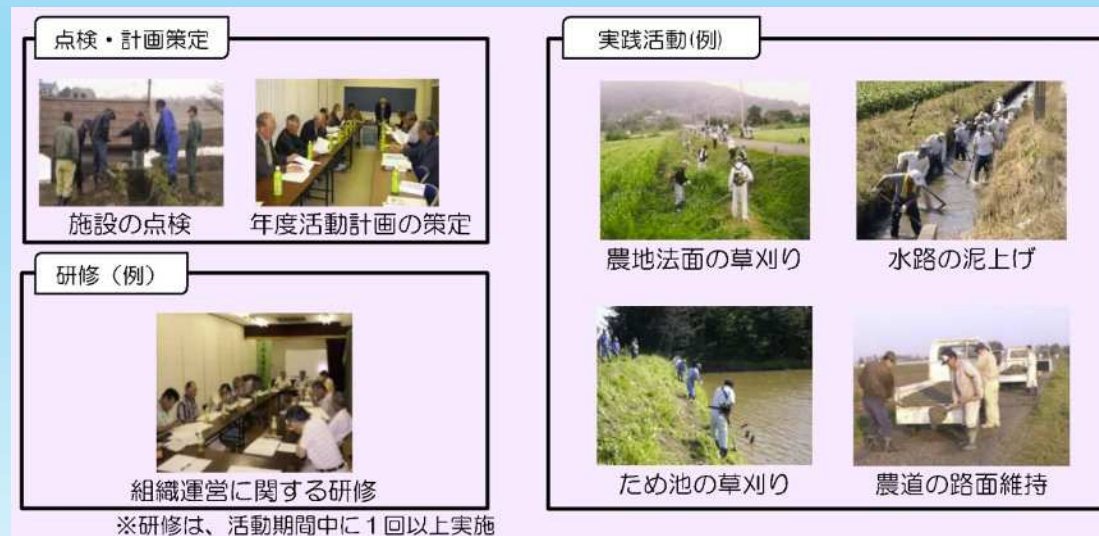 点検・計画策定
施設の点検
年度活動計画の策定
研修（例）
組織運営に関する研修
※研修は、活動期間中に１回以上実施
実践活動(例)
農地法面の草刈り
水路の泥上げ
ため池の草刈り
農道の路面維持